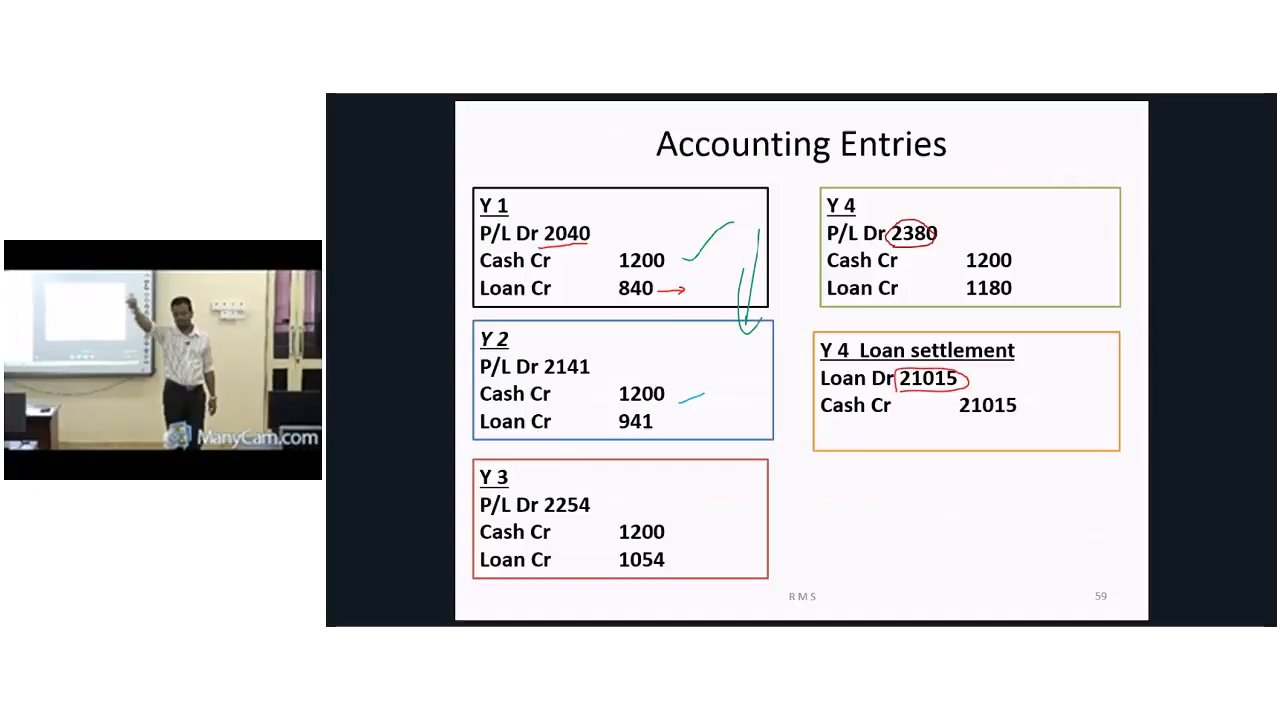 Accounting Entries
Y 1
P/L Dr 2040
Cash Cr 1200
Loan Cr 840
Y 2
P/L Dr 2141
Cash Cr 1200
Loan Cr 941
Y 3
P/L Dr 2254
Cash Cr 1200
Loan Cr 1054
Y 4
P/L Dr 2380
Cash Cr 1200
Loan Cr 1180
Y 4 Loan settlement
Loan Dr 21015
Cash Cr 21015
R M S 59
ManyCam.com